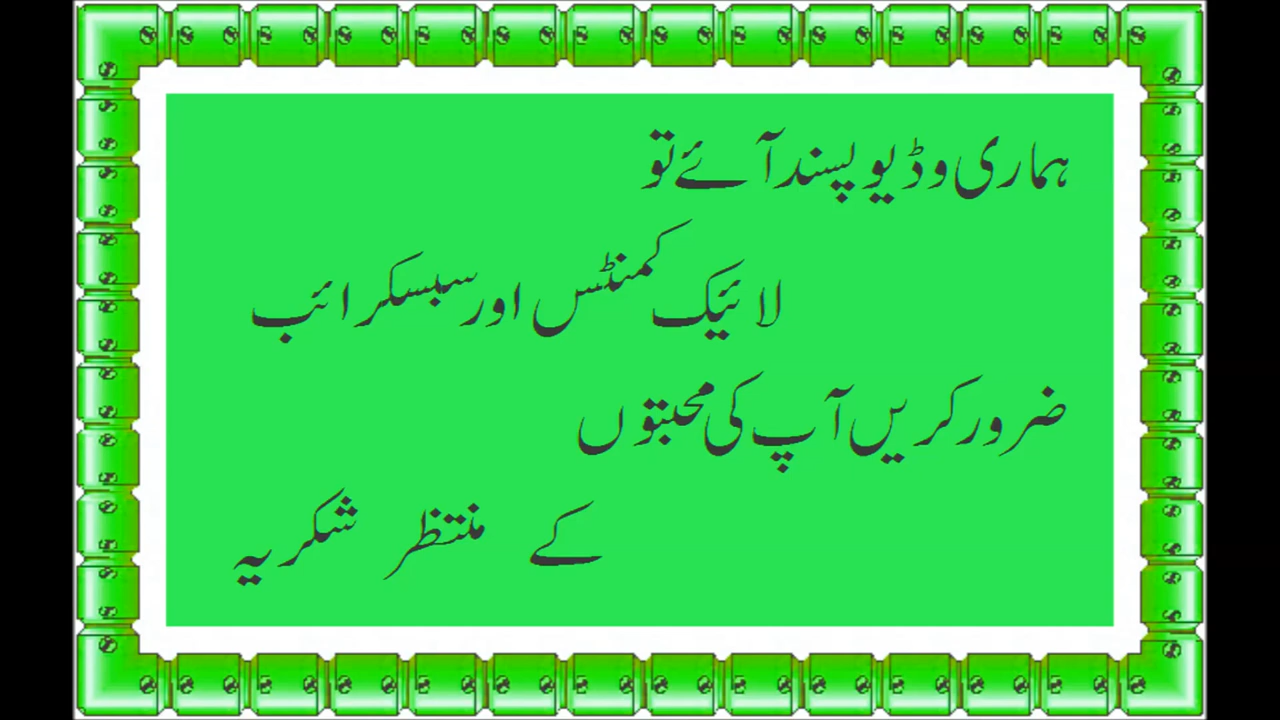 ہماری وڈیو پسند آئے تو
لائیک کمنٹس اور سبسکرائب
ضرور کریں آپ کی محبتوں
کے منتظر شکریہ